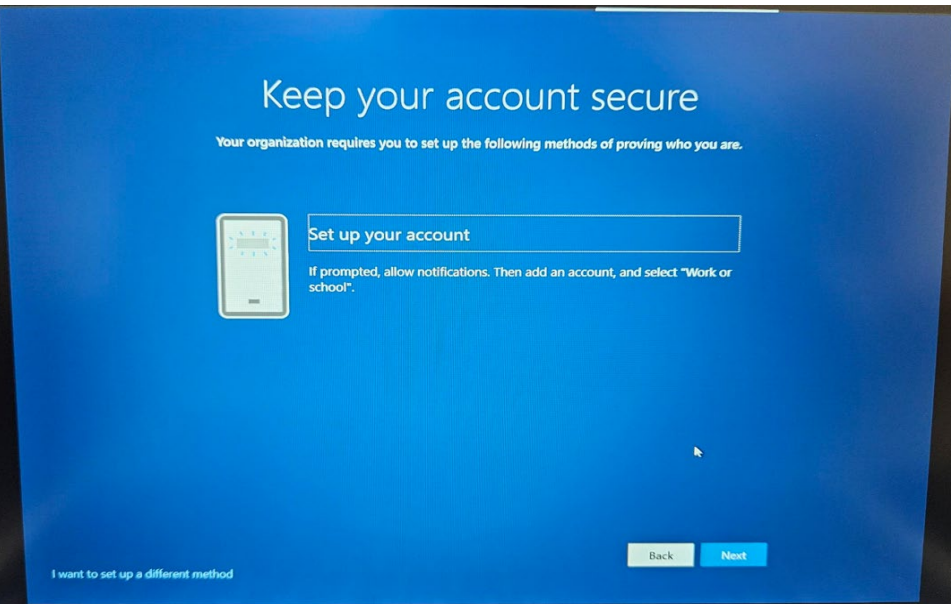 Keep your account secure
Your organization requires you to set up the following methods of proving who you are.
Set up your account
If prompted, allow notifications. Then add an account, and select "Work or
school".
Back
Next
I want to set up a different method